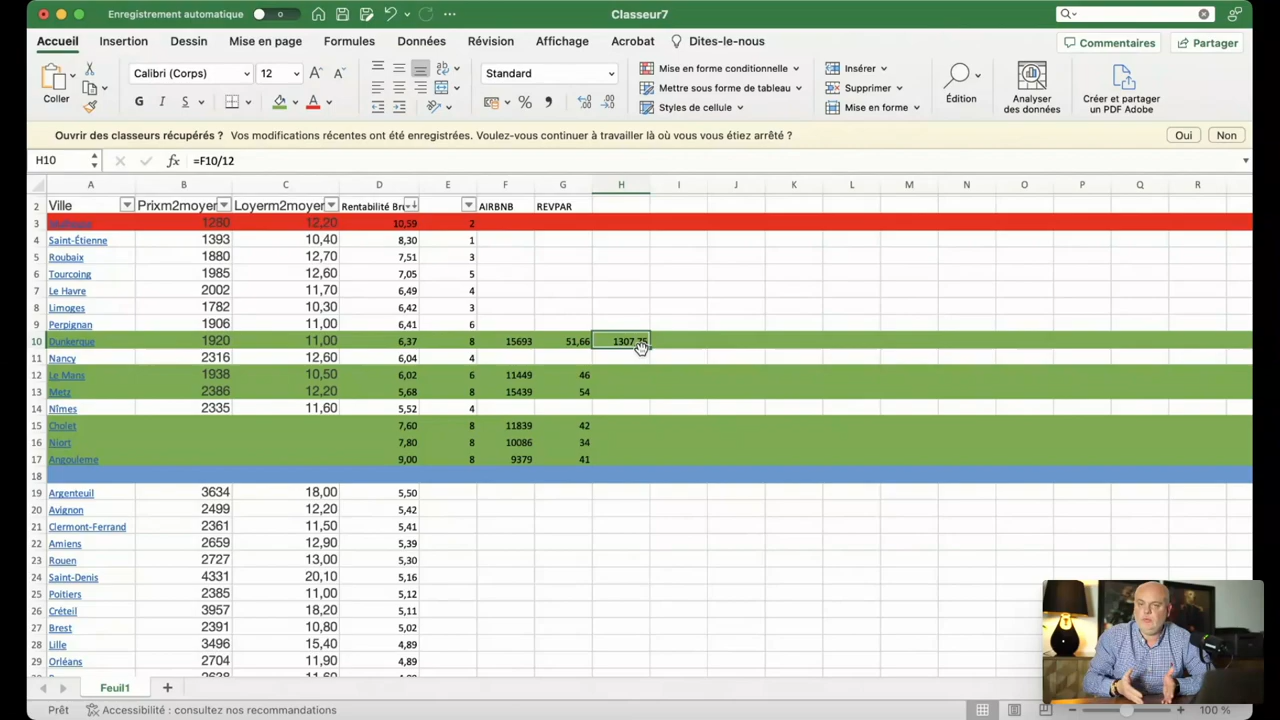 Enregistrement automatique
Classeur7
Accueil Insertion Dessin Mise en page Formules Données Révision Affichage Acrobat Dites-le-nous Commentaires Partager
Coller
Calibri (Corps) 12
G I S
Standard
Mise en forme conditionnelle
Mettre sous forme de tableau
Styles de cellule
Insérer
Supprimer
Mise en forme
Édition
Analyser des données
Créer et partager un PDF Adobe
Ouvrir des classeurs récupérés ? Vos modifications récentes ont été enregistrées. Voulez-vous continuer à travailler là où vous vous étiez arrêté ? Oui Non
H10 fx =F10/12
A B C D E F G H I J K L M N O P Q R
2 Ville Prixm2moyer Loyerm2moyer Rentabilité Br AIRBNB REVPAR
3 1280 12,20 10,59 2
4 Saint-Étienne 1393 10,40 8,30 1
5 Roubaix 1880 12,70 7,51 3
6 Tourcoing 1985 12,60 7,05 5
7 Le Havre 2002 11,70 6,49 4
8 Limoges 1782 10,30 6,42 3
9 Perpignan 1906 11,00 6,41 6
10 Dunkerque 1920 11,00 6,37 8 15693 51,66 1307,75
11 Nancy 2316 12,60 6,04 4
12 Le Mans 1938 10,50 6,02 6 11449 46
13 Metz 2386 12,20 5,68 8 15439 54
14 Nîmes 2335 11,60 5,52 4
15 Cholet 7,60 8 11839 42
16 Niort 7,80 8 10086 34
17 Angouleme 9,00 8 9379 41
18
19 Argenteuil 3634 18,00 5,50
20 Avignon 2499 12,20 5,42
21 Clermont-Ferrand 2361 11,50 5,41
22 Amiens 2659 12,90 5,39
23 Rouen 2727 13,00 5,30
24 Saint-Denis 4331 20,10 5,16
25 Poitiers 2385 11,00 5,12
26 Créteil 3957 18,20 5,11
27 Brest 2391 10,80 5,02
28 Lille 3496 15,40 4,89
29 Orléans 2704 11,90 4,89
Feuil1
Prêt Accessibilité : consultez nos recommandations 100 %